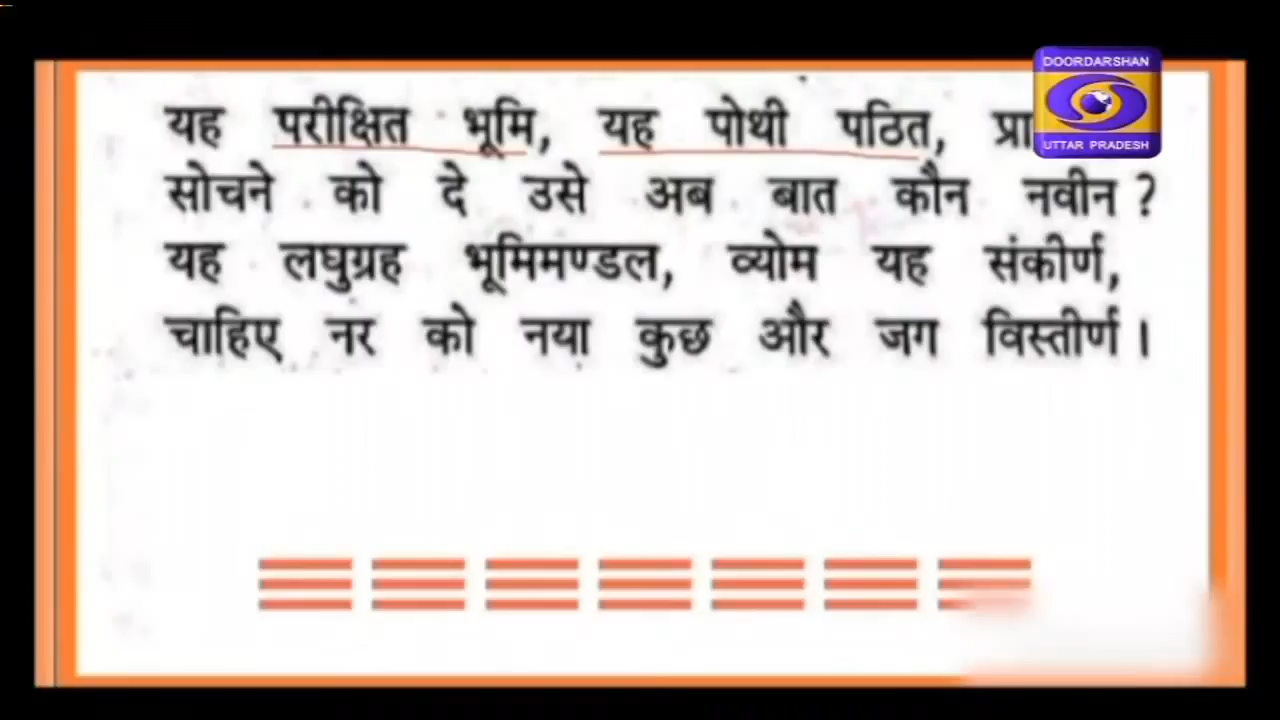 DOORDARSHAN
UTTAR PRADESH
यह परीक्षित भूमि, यह पोथी पठित,
सोचने को दे उसे अब बात कौन नवीन ?
यह लघुग्रह भूमिमण्डल, व्योम यह संकीर्ण,
चाहिए नर को नया कुछ और जग विस्तीर्ण ।